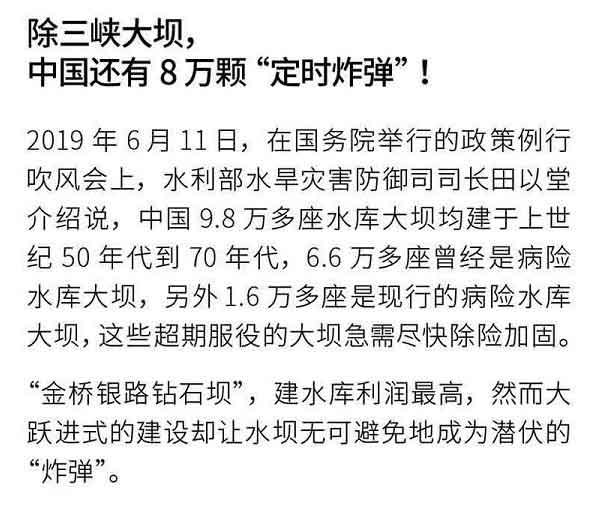 除三峡大坝，
中国还有 8 万颗 “定时炸弹”！
2019 年 6 月 11 日，在国务院举行的政策例行
吹风会上，水利部水旱灾害防御司司长田以堂
介绍说，中国 9.8 万多座水库大坝均建于上世
纪 50 年代到 70 年代，6.6 万多座曾经是病险
水库大坝，另外 1.6 万多座是现行的病险水库
大坝，这些超期服役的大坝急需尽快除险加固。
“金桥银路钻石坝”，建水库利润最高，然而大
跃进式的建设却让水坝无可避免地成为潜伏的
“炸弹”。